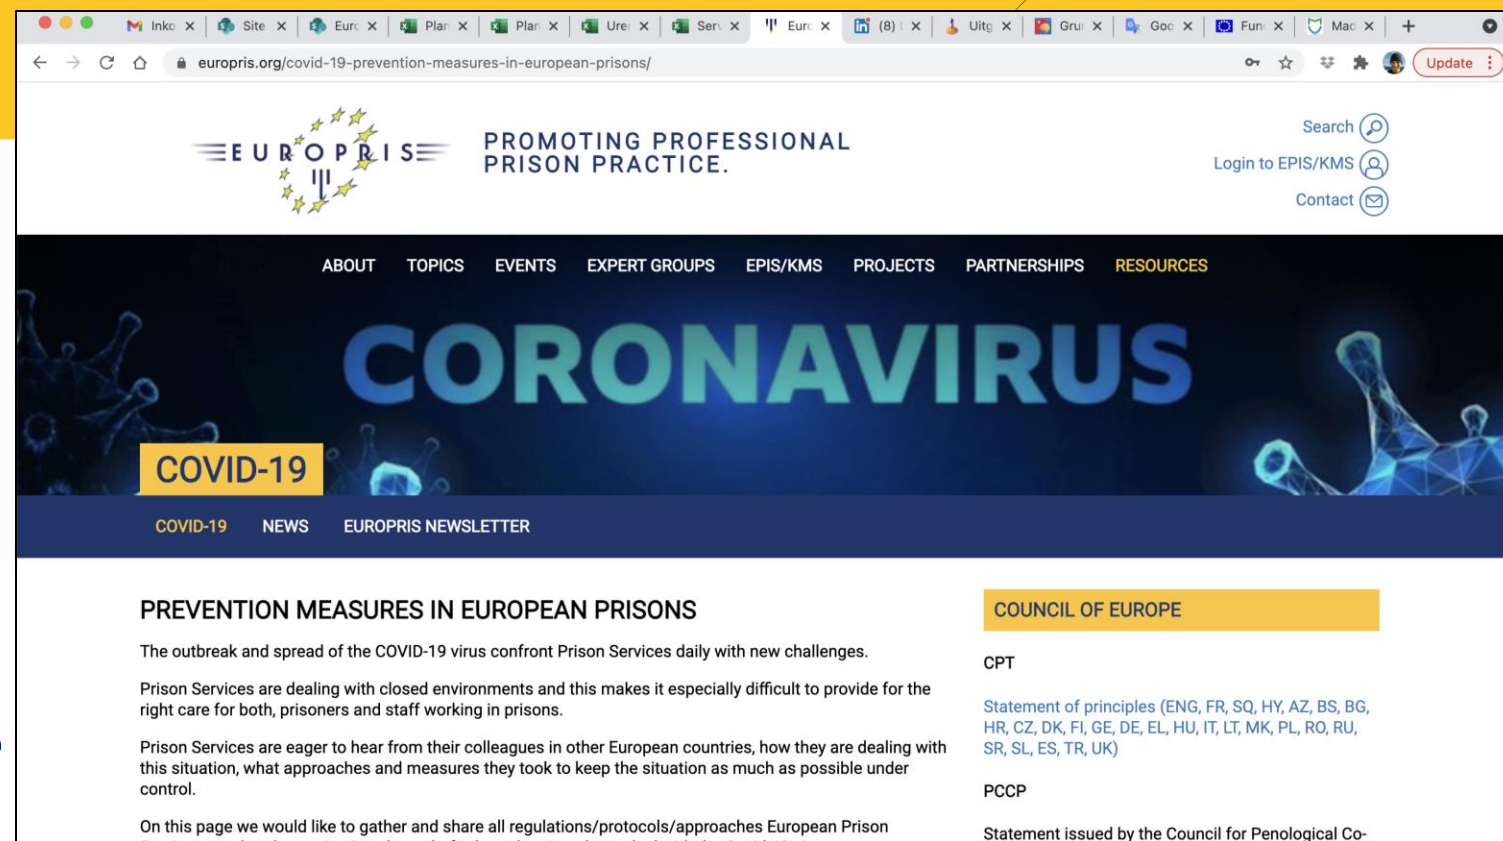 Inko
Site
Euro
Plan
Plan
Urer
Serv
Euro
(8)
Uitg
Grur
Goo
Fun
Mac
europris.org/covid-19-prevention-measures-in-european-prisons/
Update
EUROPRIS
PROMOTING PROFESSIONAL
PRISON PRACTICE.
Search
Login to EPIS/KMS
Contact
ABOUT TOPICS EVENTS EXPERT GROUPS EPIS/KMS PROJECTS PARTNERSHIPS RESOURCES
CORONAVIRUS
COVID-19
COVID-19 NEWS EUROPRIS NEWSLETTER
PREVENTION MEASURES IN EUROPEAN PRISONS
The outbreak and spread of the COVID-19 virus confront Prison Services daily with new challenges.
Prison Services are dealing with closed environments and this makes it especially difficult to provide for the
right care for both, prisoners and staff working in prisons.
Prison Services are eager to hear from their colleagues in other European countries, how they are dealing with
this situation, what approaches and measures they took to keep the situation as much as possible under
control.
On this page we would like to gather and share all regulations/protocols/approaches European Prison
COUNCIL OF EUROPE
CPT
Statement of principles (ENG, FR, SQ, HY, AZ, BS, BG,
HR, CZ, DK, FI, GE, DE, EL, HU, IT, LT, MK, PL, RO, RU,
SR, SL, ES, TR, UK)
PCCP
Statement issued by the Council for Penological Co-